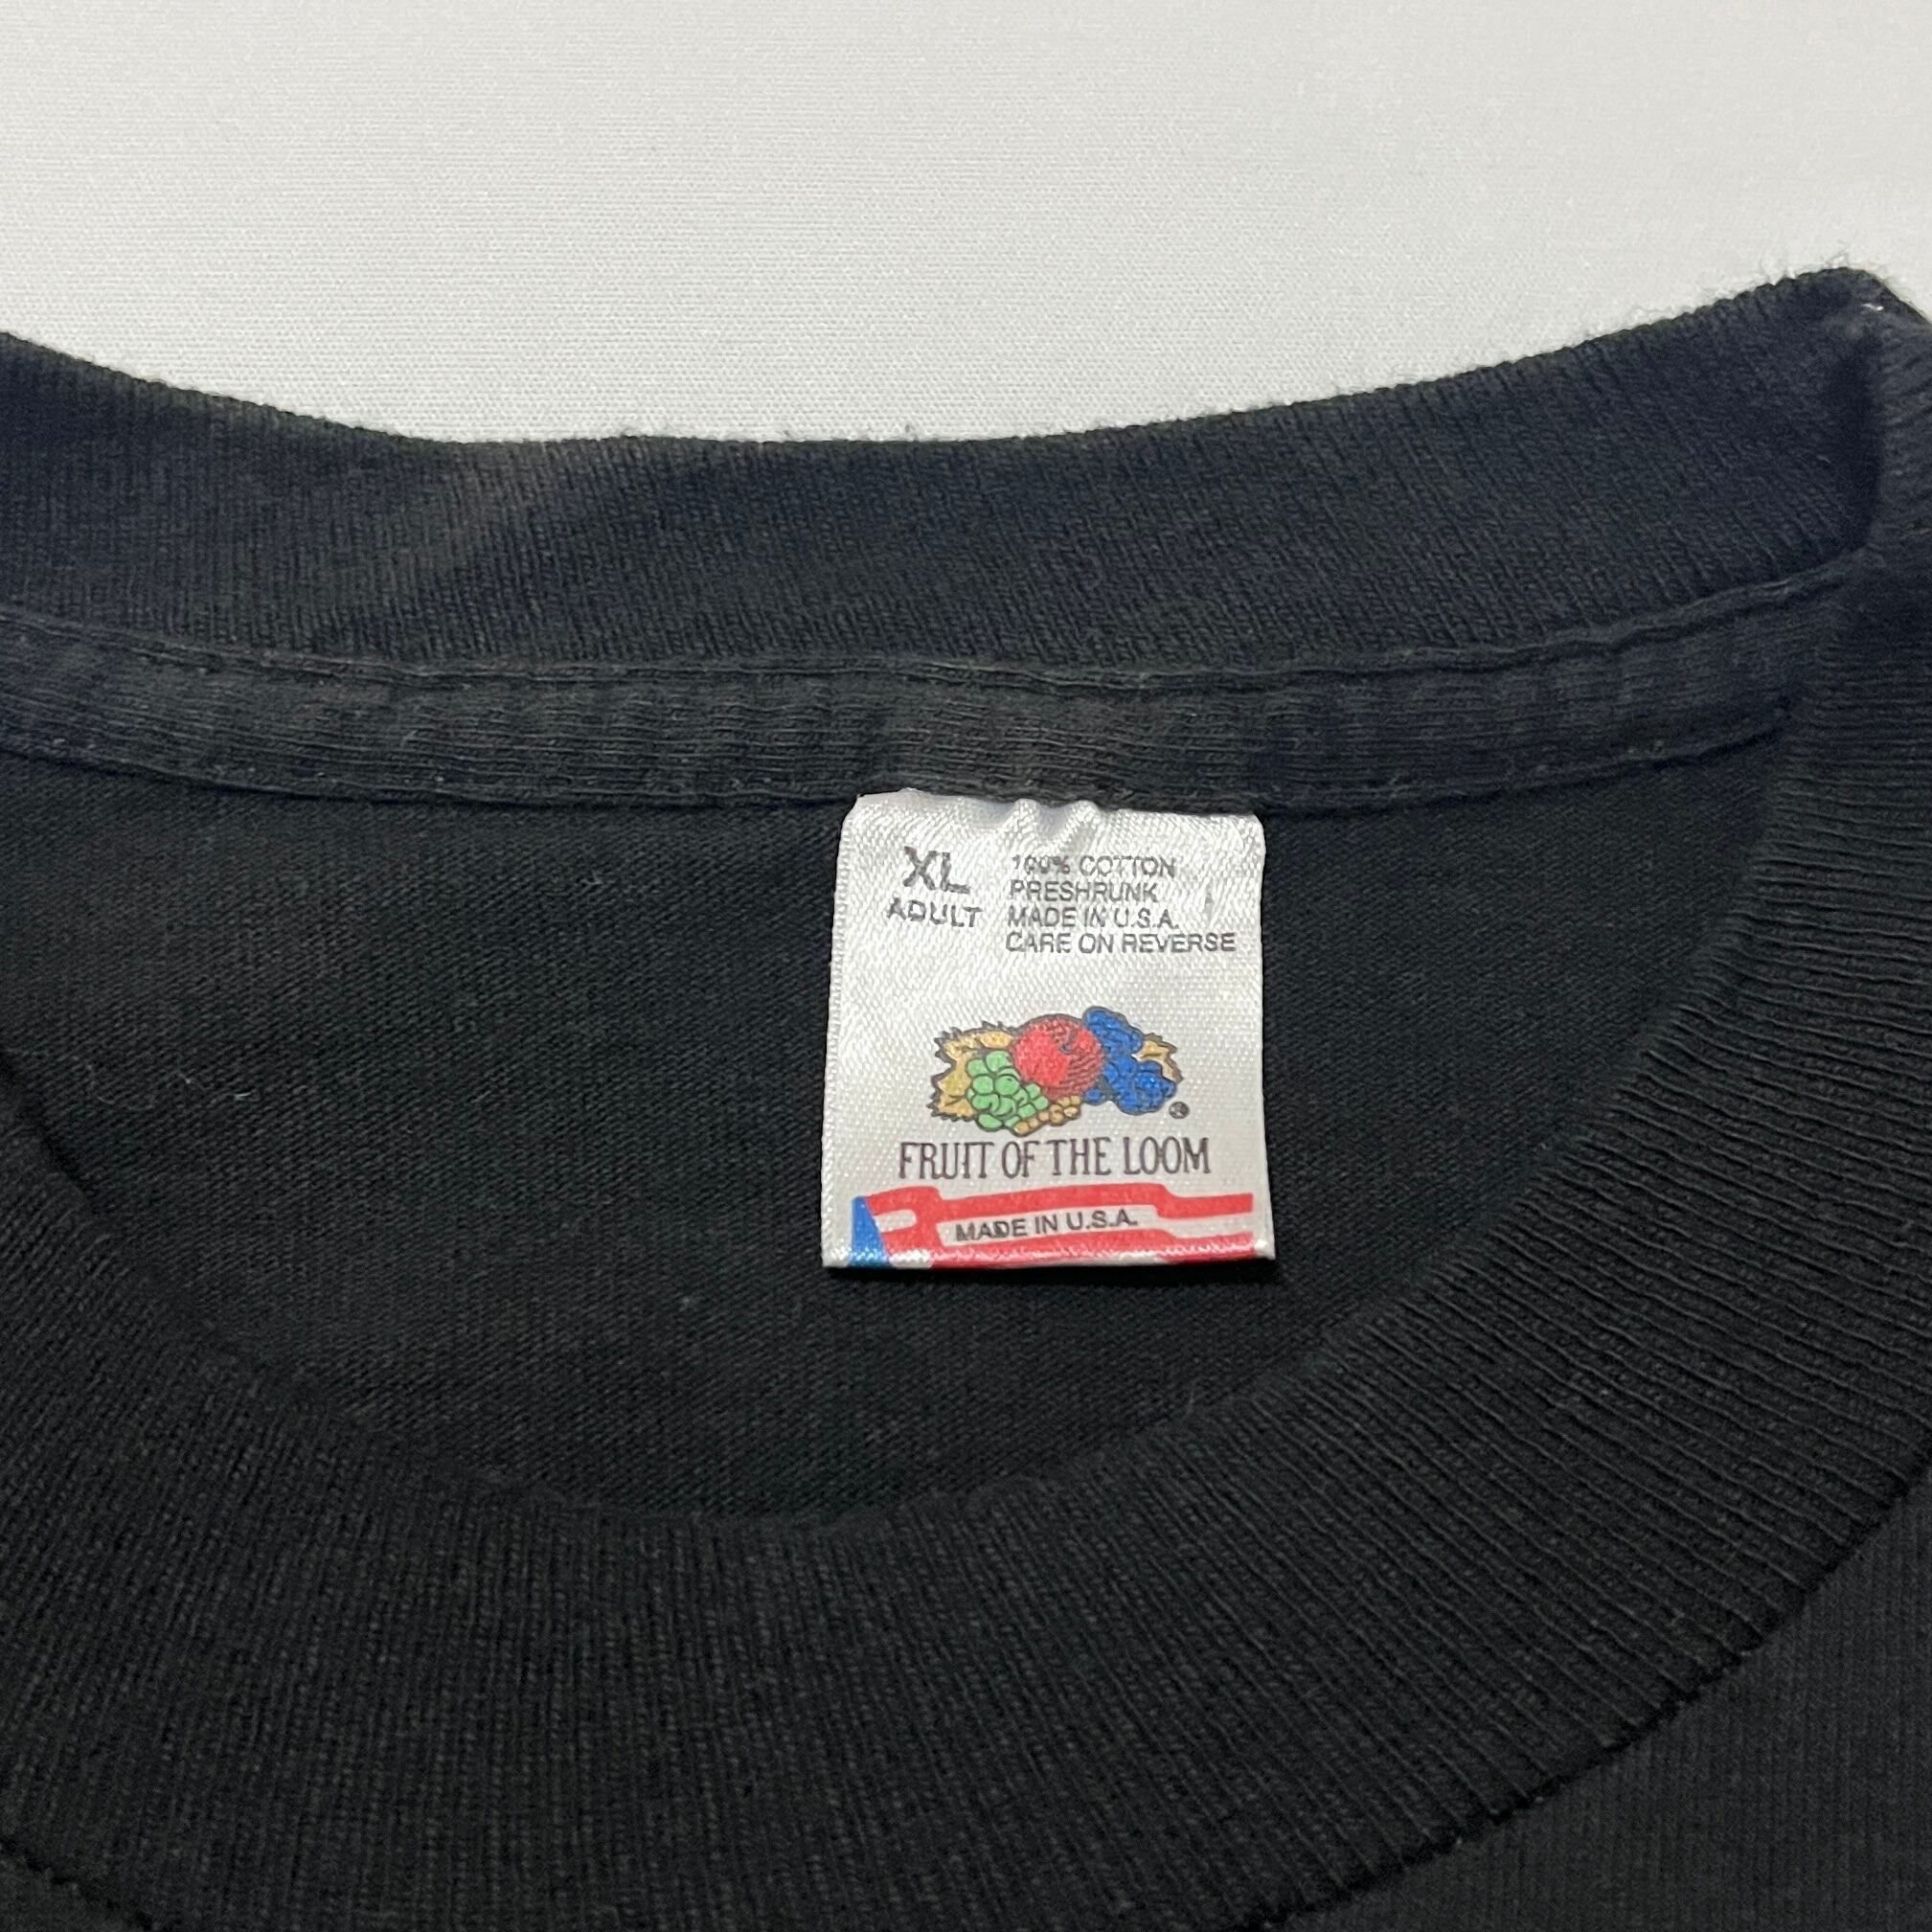 XL
ADULT
100% COTTON
PRESHRUNK
MADE IN U.S.A.
CARE ON REVERSE
®
FRUIT OF THE LOOM
MADE IN U.S.A.